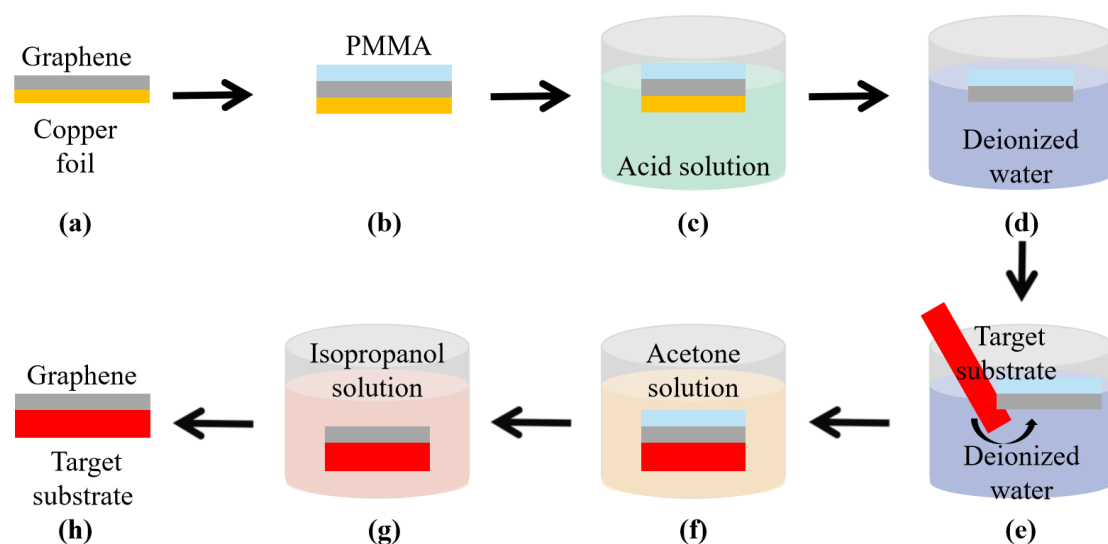 Graphene
Copper
foil
(a)
PMMA
(b)
Acid solution
(c)
Deionized
water
(d)
Target
substrate
Deionized
water
(e)
Acetone
solution
(f)
Isopropanol
solution
(g)
Graphene
Target
substrate
(h)